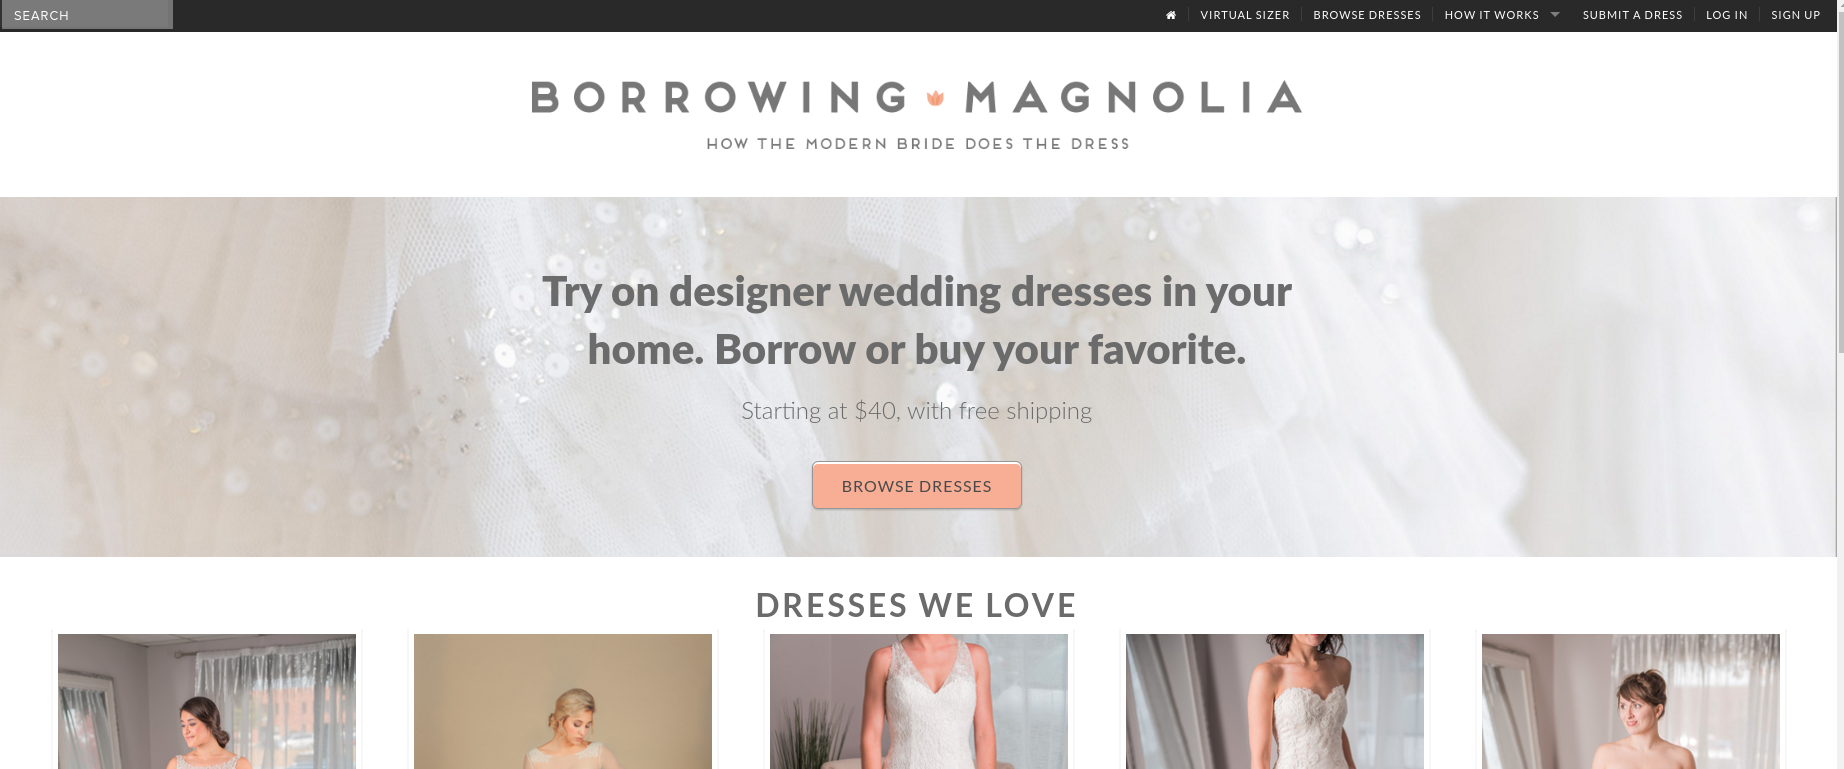 SEARCH
VIRTUAL SIZER
BROWSE DRESSES
HOW IT WORKS
SUBMIT A DRESS
LOG IN
SIGN UP
BORROWING MAGNOLIA
HOW THE MODERN BRIDE DOES THE DRESS
Try on designer wedding dresses in your
home. Borrow or buy your favorite.
Starting at $40, with free shipping
BROWSE DRESSES
DRESSES WE LOVE